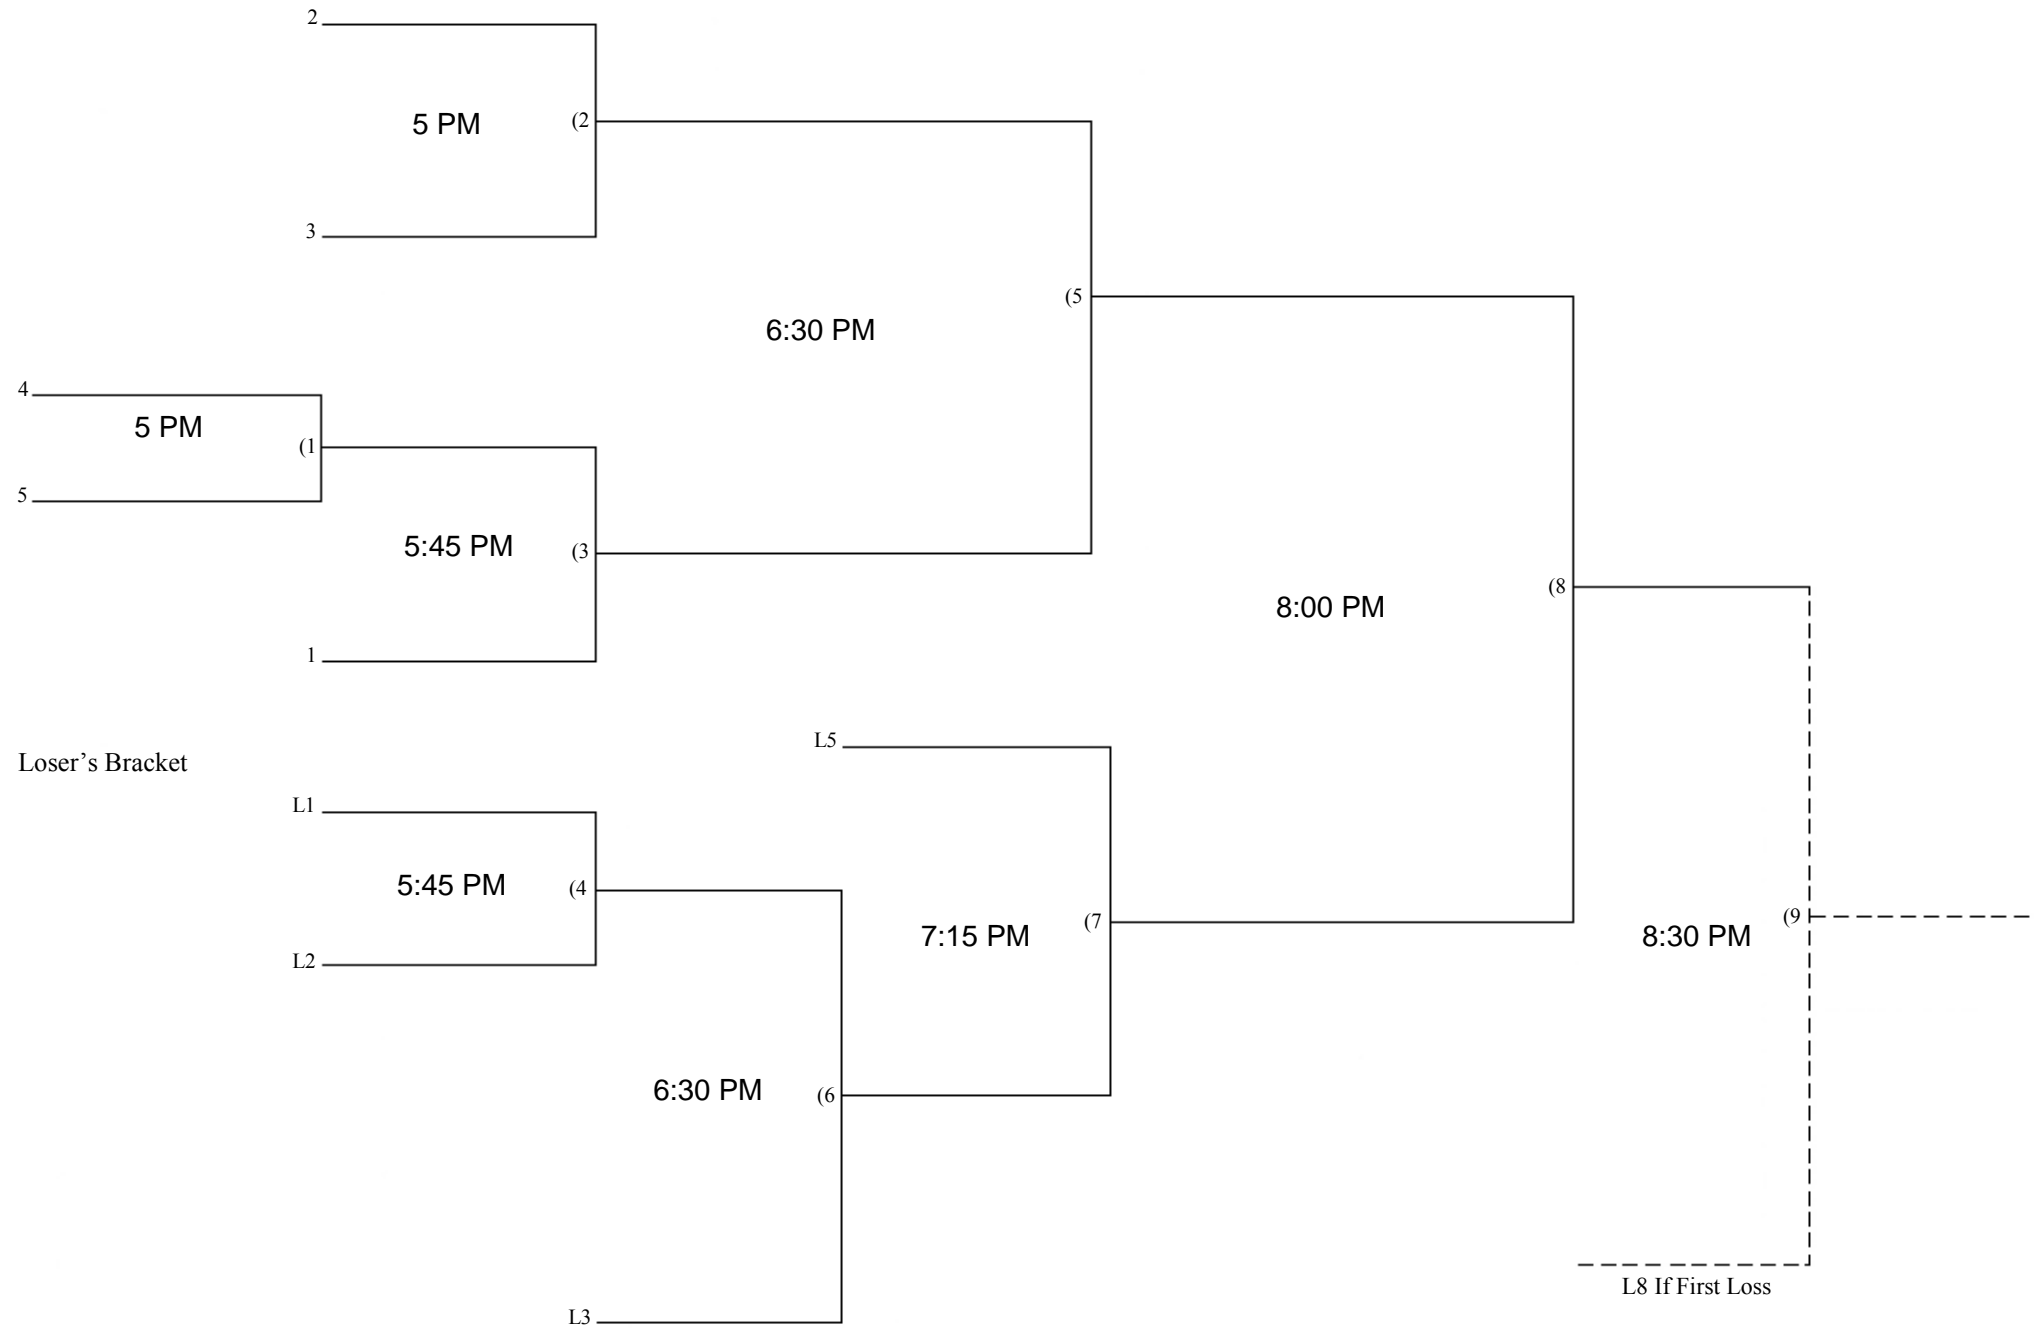 2
5 PM
(2
3
(5
6:30 PM
4
5 PM
(1
5
5:45 PM
(3
8:00 PM
(8
1
L5
Loser’s Bracket
L1
5:45 PM
(4
7:15 PM
(7
8:30 PM
(9
L2
6:30 PM
(6
L8 If First Loss
L3